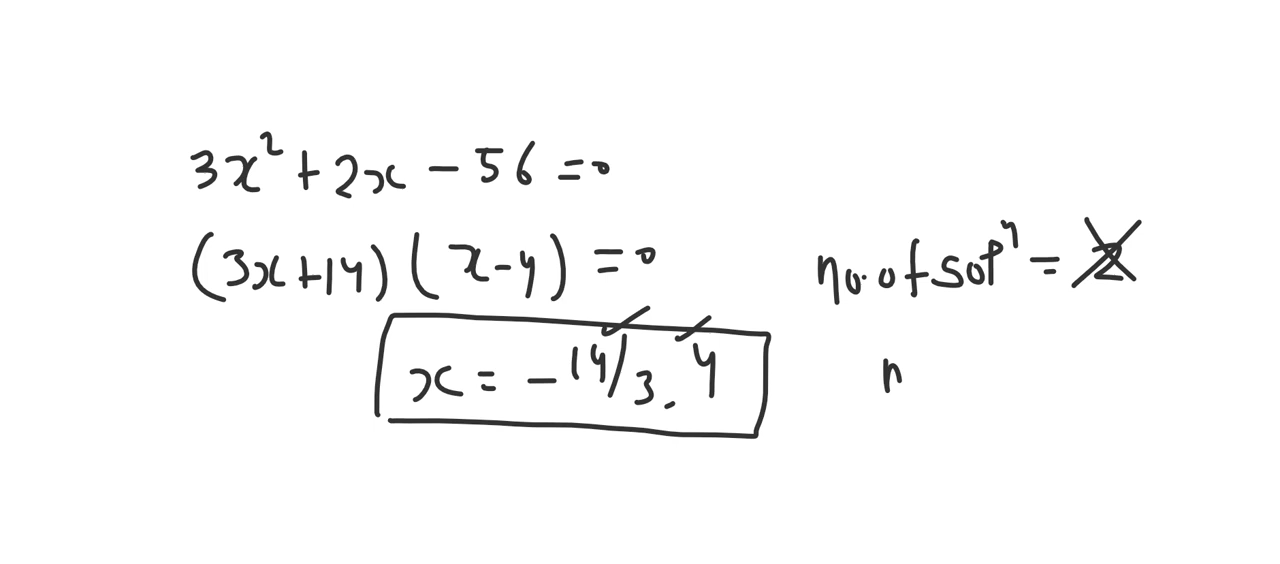 3x² + 2x - 56 = 0
(3x + 14)(x - 4) = 0
x = -14/3, 4
no. of solⁿ = 2
n